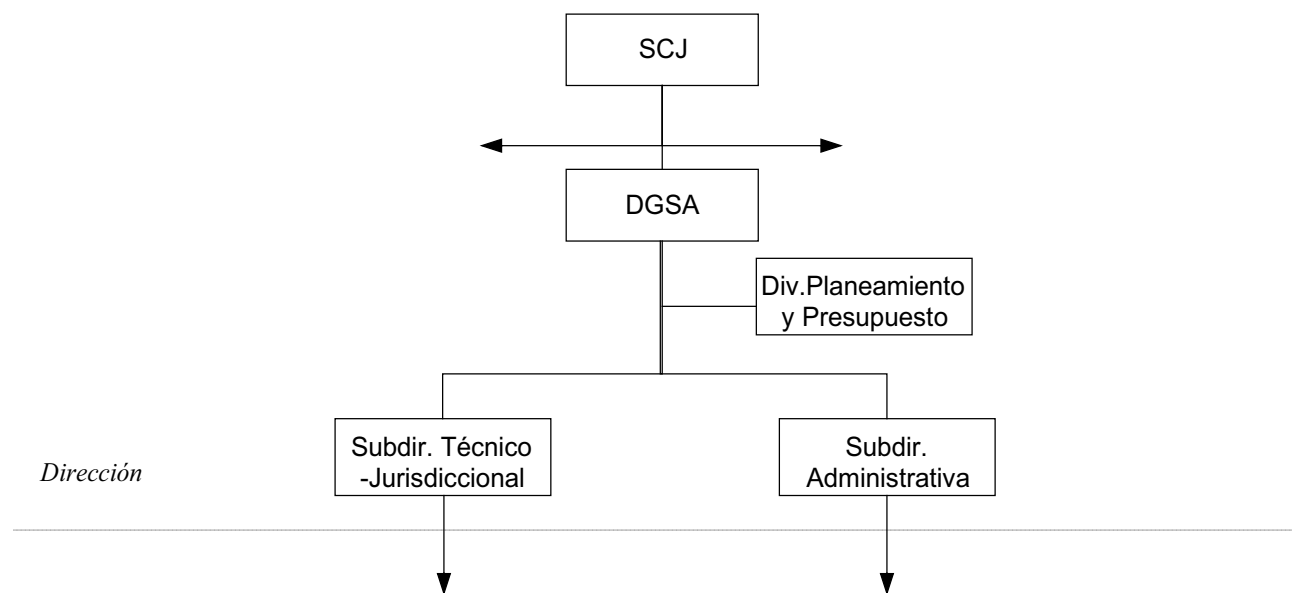 SCJ
DGSA
Div.Planeamiento
y Presupuesto
Subdir. Técnico
-Jurisdiccional
Subdir.
Administrativa
Dirección